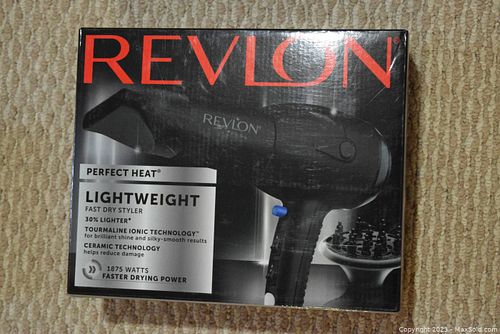 REVLON®
REVLON®
PERFECT HEAT®
LIGHTWEIGHT
FAST DRY STYLER
30% LIGHTER*
TOURMALINE IONIC TECHNOLOGY™
for brilliant shine and silky-smooth results
CERAMIC TECHNOLOGY
helps reduce damage
1875 WATTS
FASTER DRYING POWER
Copyright 2023 - MaxSold.com